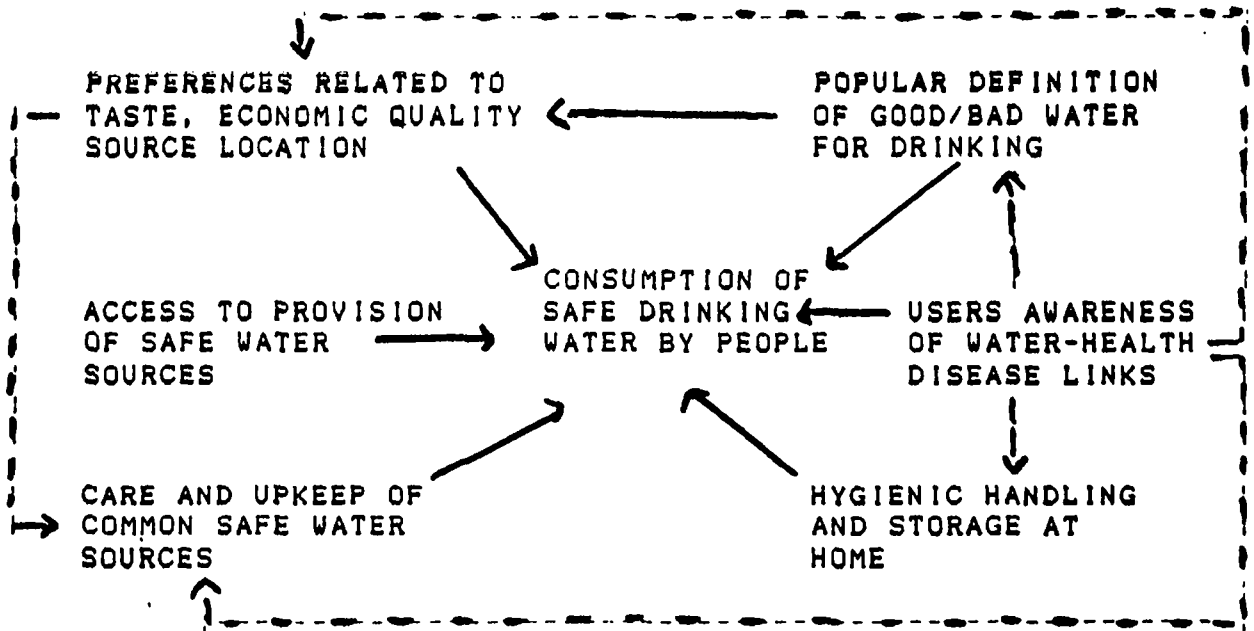 PREFERENCES RELATED TO
TASTE, ECONOMIC QUALITY
SOURCE LOCATION
POPULAR DEFINITION
OF GOOD/BAD WATER
FOR DRINKING
CONSUMPTION OF
SAFE DRINKING
WATER BY PEOPLE
ACCESS TO PROVISION
OF SAFE WATER
SOURCES
USERS AWARENESS
OF WATER-HEALTH
DISEASE LINKS
CARE AND UPKEEP OF
COMMON SAFE WATER
SOURCES
HYGIENIC HANDLING
AND STORAGE AT
HOME